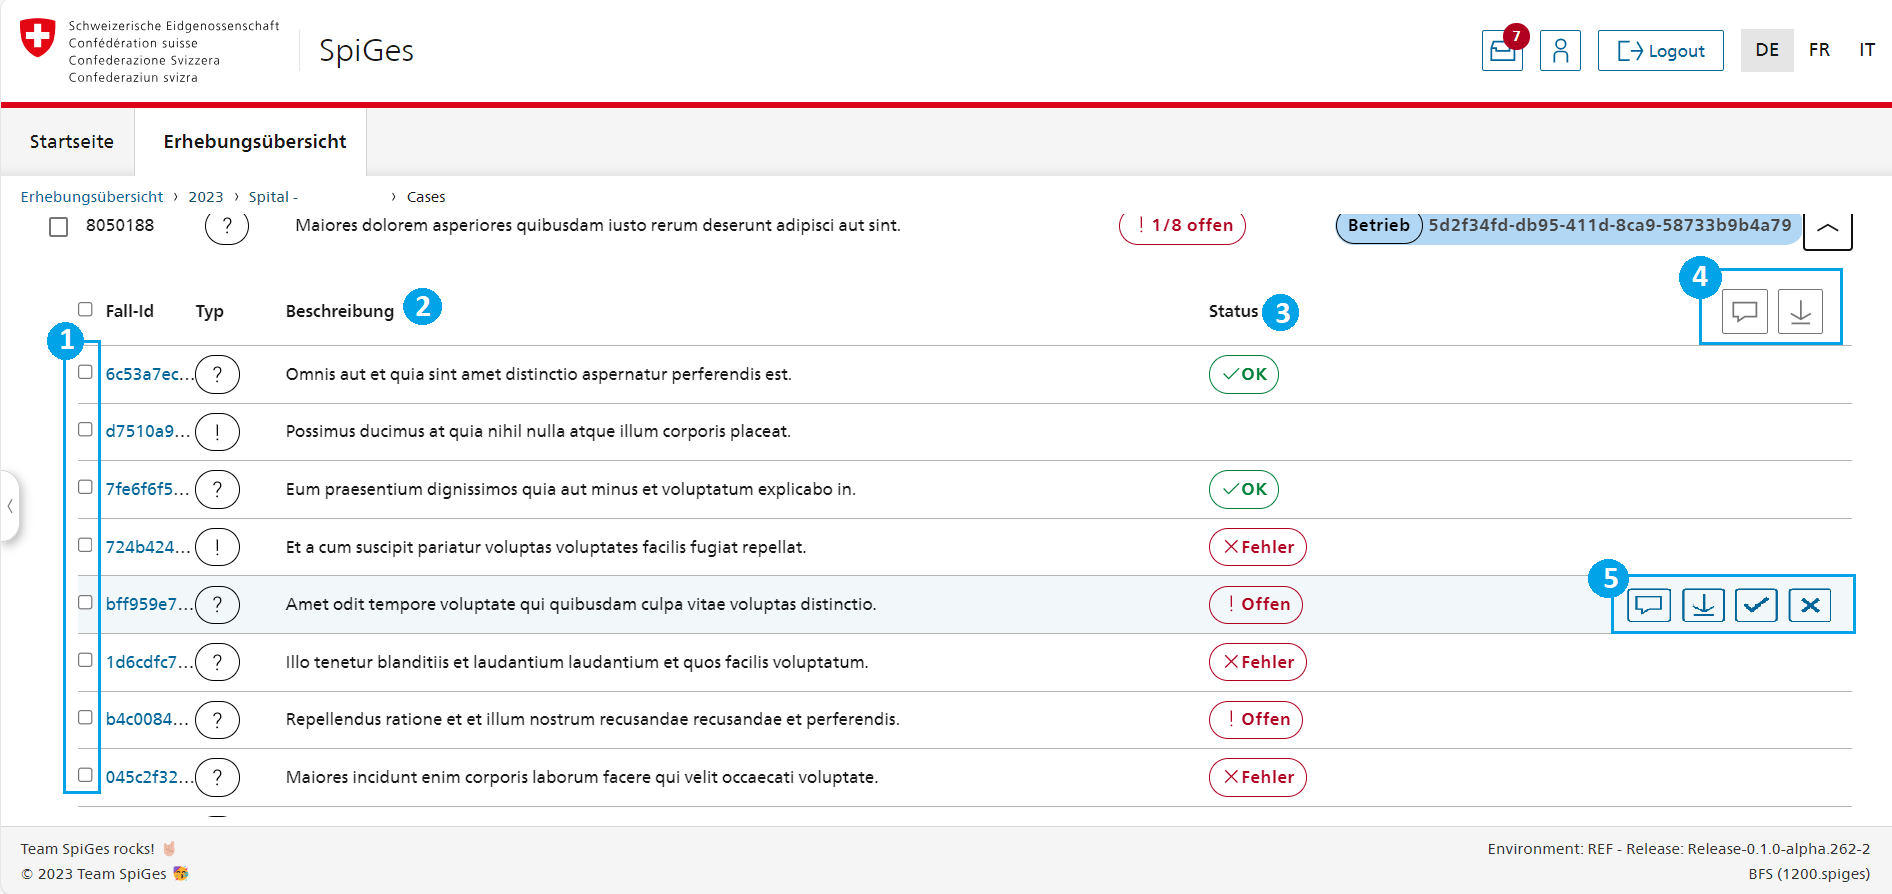 Schweizerische Eidgenossenschaft
Confédération suisse
Confederazione Svizzera
Confederaziun svizra
SpiGes
7
Logout
DE FR IT
Startseite Erhebungsübersicht
Erhebungsübersicht › 2023 › Spital - › Cases
8050188 ? Maiores dolorem asperiores quibusdam iusto rerum deserunt adipisci aut sint. ! 1/8 offen Betrieb 5d2f34fd-db95-411d-8ca9-58733b9b4a79
4
Fall-Id Typ Beschreibung 2 Status 3
1
6c53a7ec... ? Omnis aut et quia sint amet distinctio aspernatur perferendis est. OK
d7510a9... ! Possimus ducimus at quia nihil nulla atque illum corporis placeat.
7fe6f6f5... ? Eum praesentium dignissimos quia aut minus et voluptatum explicabo in. OK
724b424... ! Et a cum suscipit pariatur voluptas voluptates facilis fugiat repellat. Fehler
5
bff959e7... ? Amet odit tempore voluptate qui quibusdam culpa vitae voluptas distinctio. ! Offen
1d6cdfc7... ? Illo tenetur blanditiis et laudantium laudantium et quos facilis voluptatum. Fehler
b4c0084... ? Repellendus ratione et et illum nostrum recusandae recusandae et perferendis. ! Offen
045c2f32... ? Maiores incidunt enim corporis laborum facere qui velit occaecati voluptate. Fehler
Team SpiGes rocks! 🤘🏻
© 2023 Team SpiGes 🥳
Environment: REF - Release: Release-0.1.0-alpha.262-2
BFS (1200.spiges)